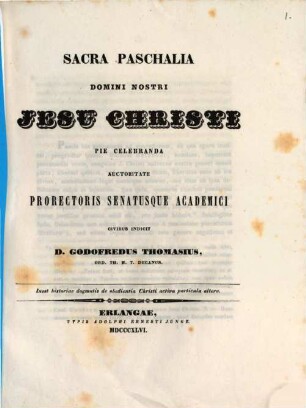 1.
SACRA PASCHALIA
DOMINI NOSTRI
JESU CHRISTI
PIE CELEBRANDA
AUCTORITATE
PRORECTORIS SENATUSQUE ACADEMICI
CIVIBUS INDICIT
D. GODOFREDUS THOMASIUS,
ORD. TH. H. T. DECANUS.
Inest historiae dogmatis de obedientia Christi activa particula altera.
ERLANGAE,
TYPIS ADOLPHI ERNESTI JUNGE.
MDCCCXLVI.